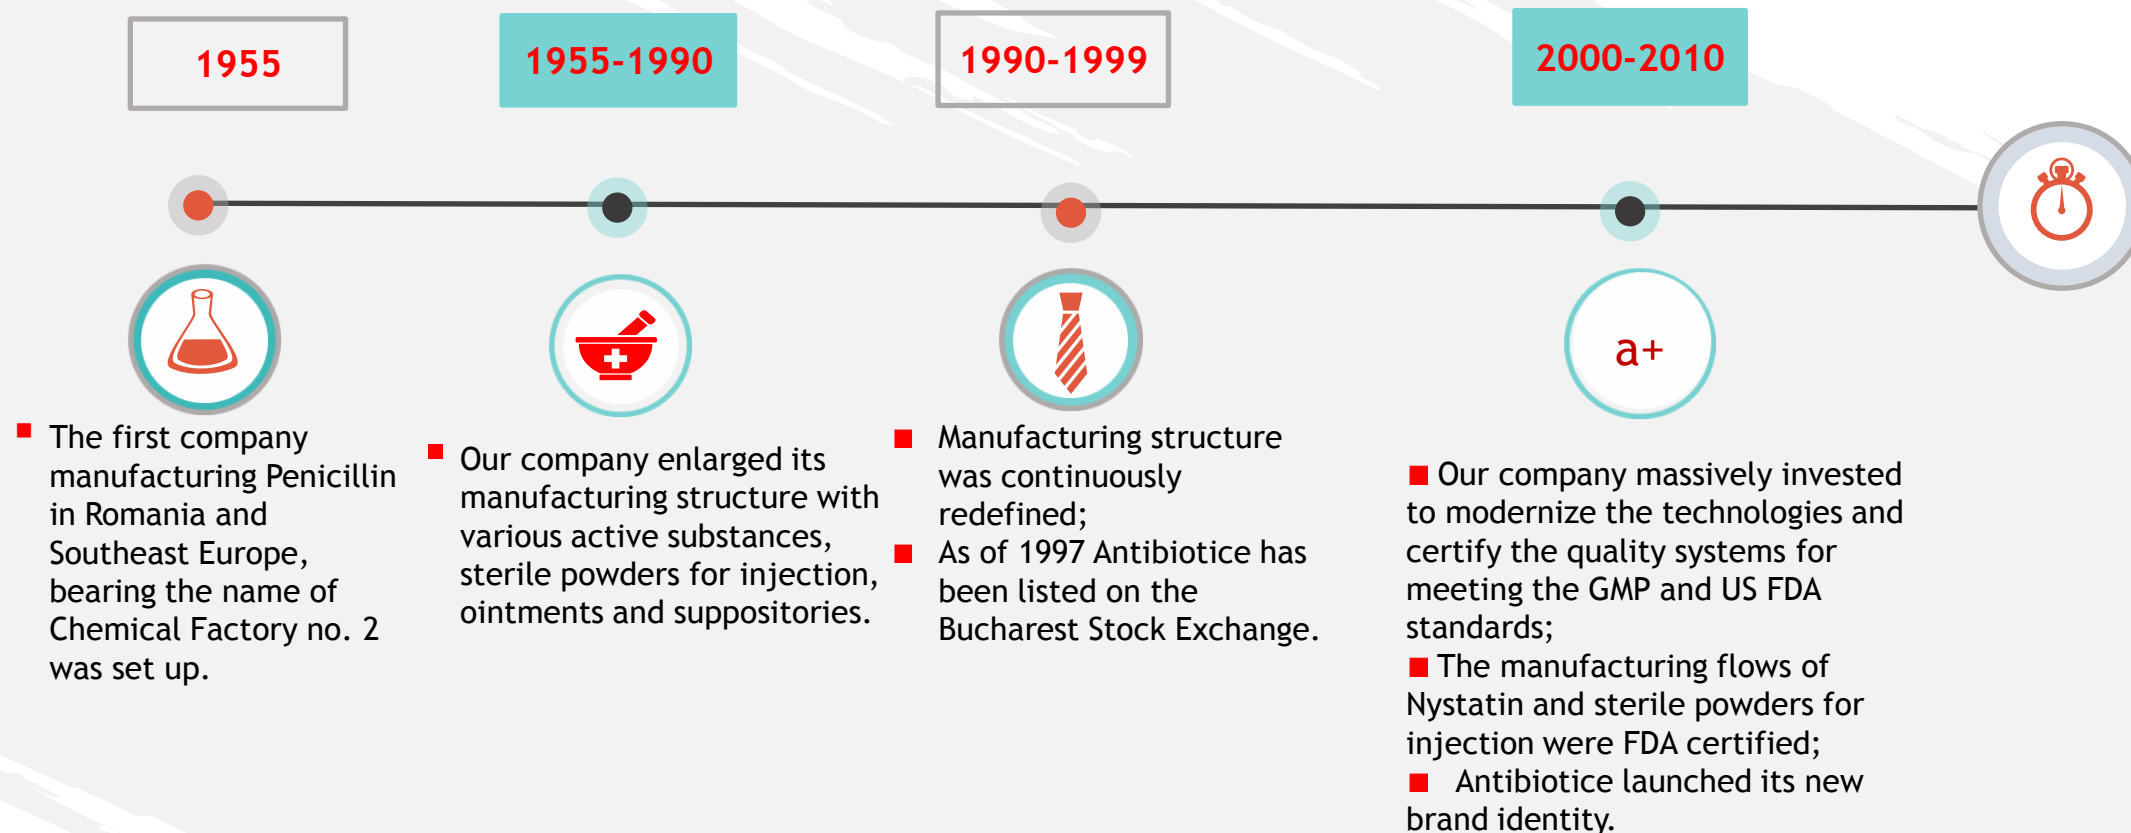 1955
1955-1990
1990-1999
2000-2010
a+
The first company
manufacturing Penicillin
in Romania and
Southeast Europe,
bearing the name of
Chemical Factory no. 2
was set up.
Our company enlarged its
manufacturing structure with
various active substances,
sterile powders for injection,
ointments and suppositories.
Manufacturing structure
was continuously
redefined;
As of 1997 Antibiotice has
been listed on the
Bucharest Stock Exchange.
Our company massively invested
to modernize the technologies and
certify the quality systems for
meeting the GMP and US FDA
standards;
The manufacturing flows of
Nystatin and sterile powders for
injection were FDA certified;
Antibiotice launched its new
brand identity.